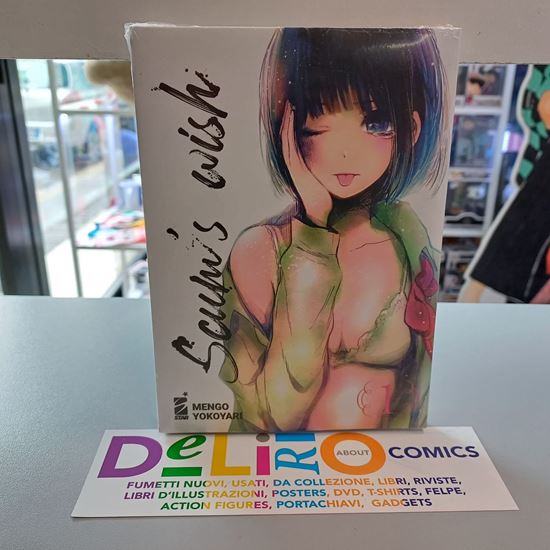 Scum's wish
STAR
MENGO
YOKOYARI
DeLiRiO ABOUT COMICS
FUMETTI NUOVI, USATI, DA COLLEZIONE, LIBRI, RIVISTE,
LIBRI D'ILLUSTRAZIONI, POSTERS, DVD, T-SHIRTS, FELPE,
ACTION FIGURES, PORTACHIAVI, GADGETS